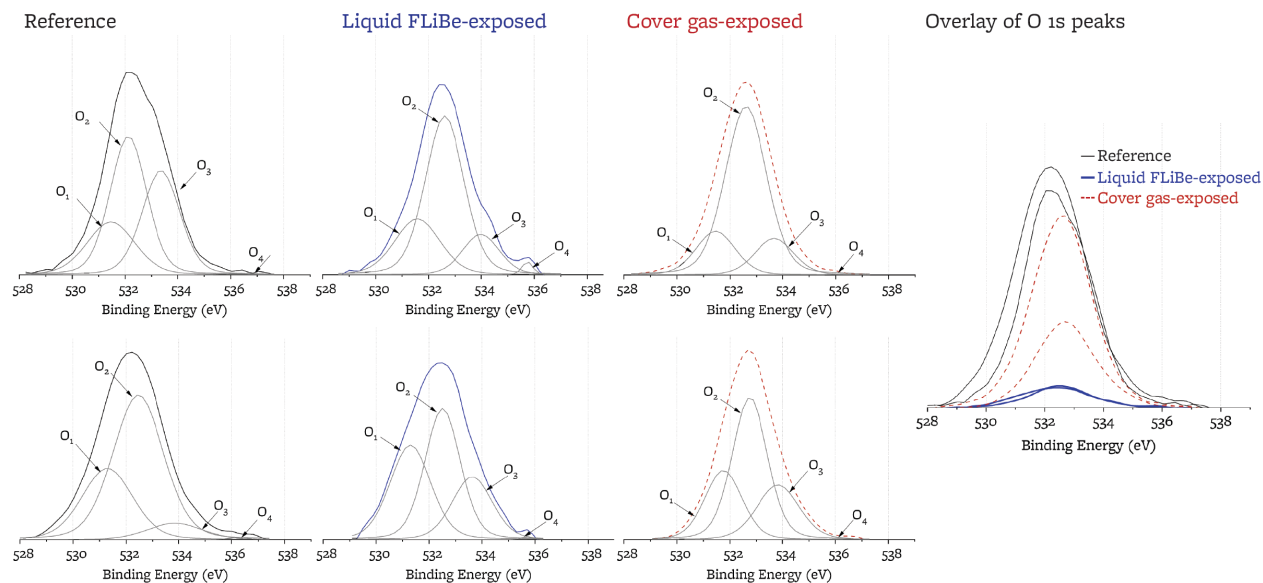 Reference
Liquid FLiBe-exposed
Cover gas-exposed
Overlay of O 1s peaks
O₁
O₂
O₃
O₄
528 530 532 534 536 538
Binding Energy (eV)
O₁
O₂
O₃
O₄
528 530 532 534 536 538
Binding Energy (eV)
O₁
O₂
O₃
O₄
528 530 532 534 536 538
Binding Energy (eV)
Reference
Liquid FLiBe-exposed
Cover gas-exposed
528 530 532 534 536 538
Binding Energy (eV)
O₁
O₂
O₃
O₄
528 530 532 534 536 538
Binding Energy (eV)
O₁
O₂
O₃
O₄
528 530 532 534 536 538
Binding Energy (eV)
O₁
O₂
O₃
O₄
528 530 532 534 536 538
Binding Energy (eV)